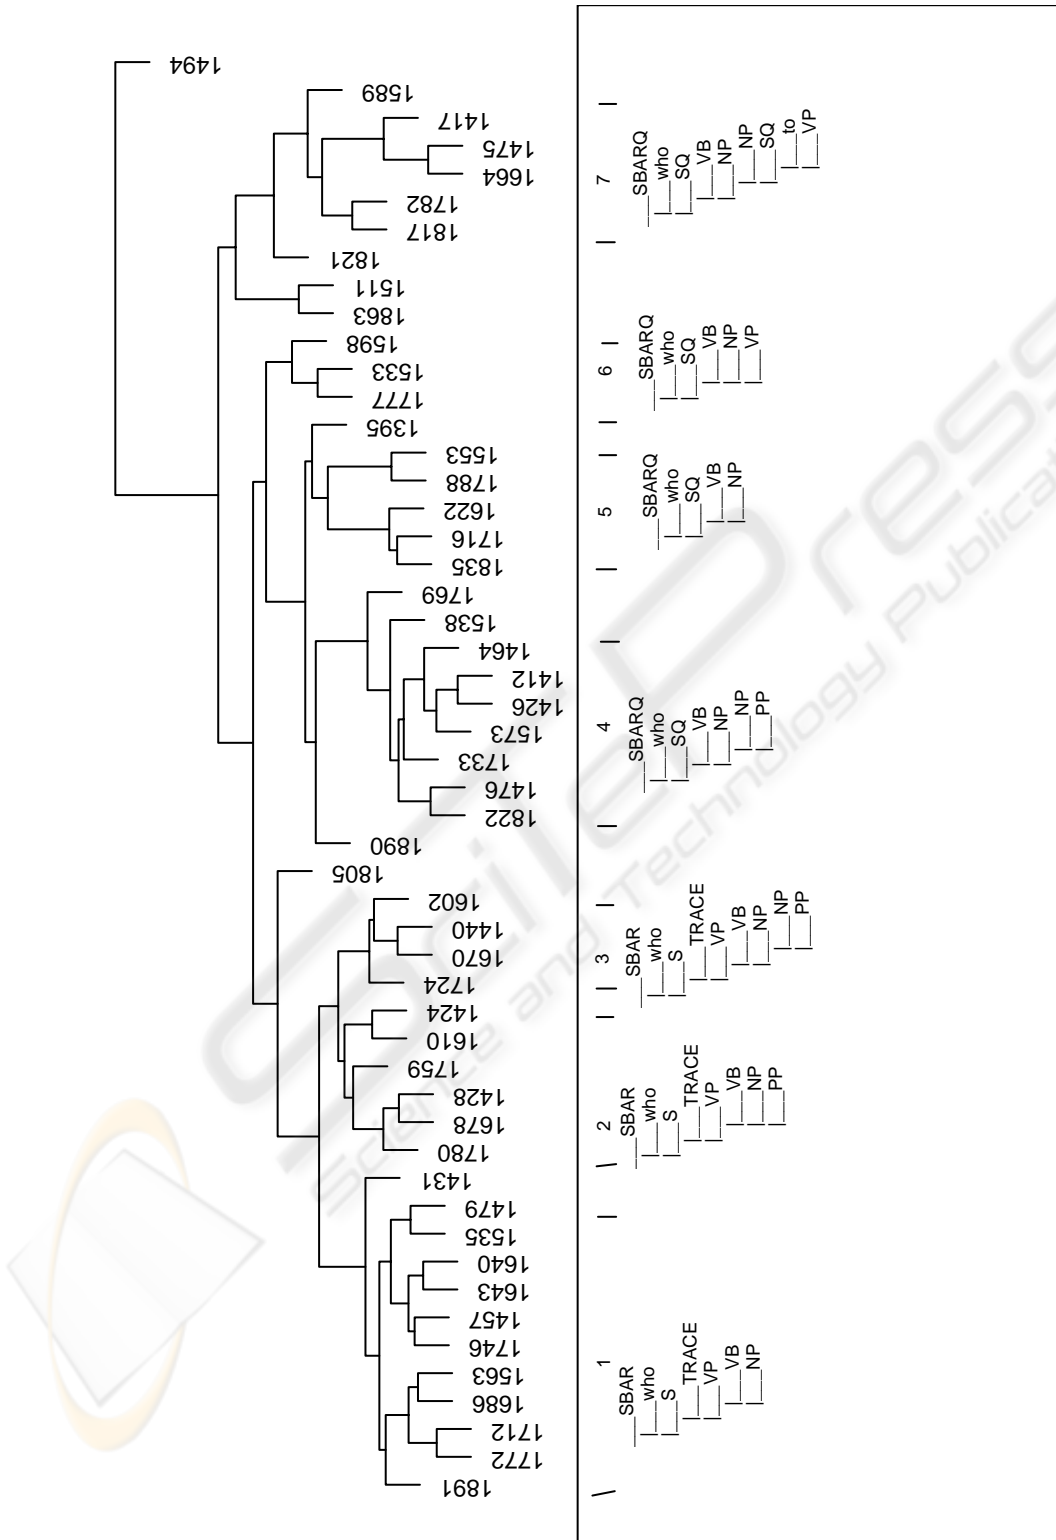 1494
1589
1417
1475
1664
1782
1817
1821
1511
1863
1598
1533
1777
1395
1553
1788
1622
1716
1835
1769
1538
1464
1412
1426
1573
1733
1476
1822
1890
1805
1602
1440
1670
1724
1424
1610
1759
1428
1678
1780
1431
1479
1535
1640
1643
1457
1746
1563
1686
1712
1772
1891
7
SBARQ
who
SQ
VB
NP
NP
SQ
to
VP
6
SBARQ
who
SQ
VB
NP
VP
5
SBARQ
who
SQ
VB
NP
4
SBARQ
who
SQ
VB
NP
NP
PP
3
SBAR
who
S
TRACE
VP
VB
NP
NP
PP
2
SBAR
who
S
TRACE
VP
VB
NP
PP
1
SBAR
who
S
TRACE
VP
VB
NP
SciTePress
Science and Technology Publicat